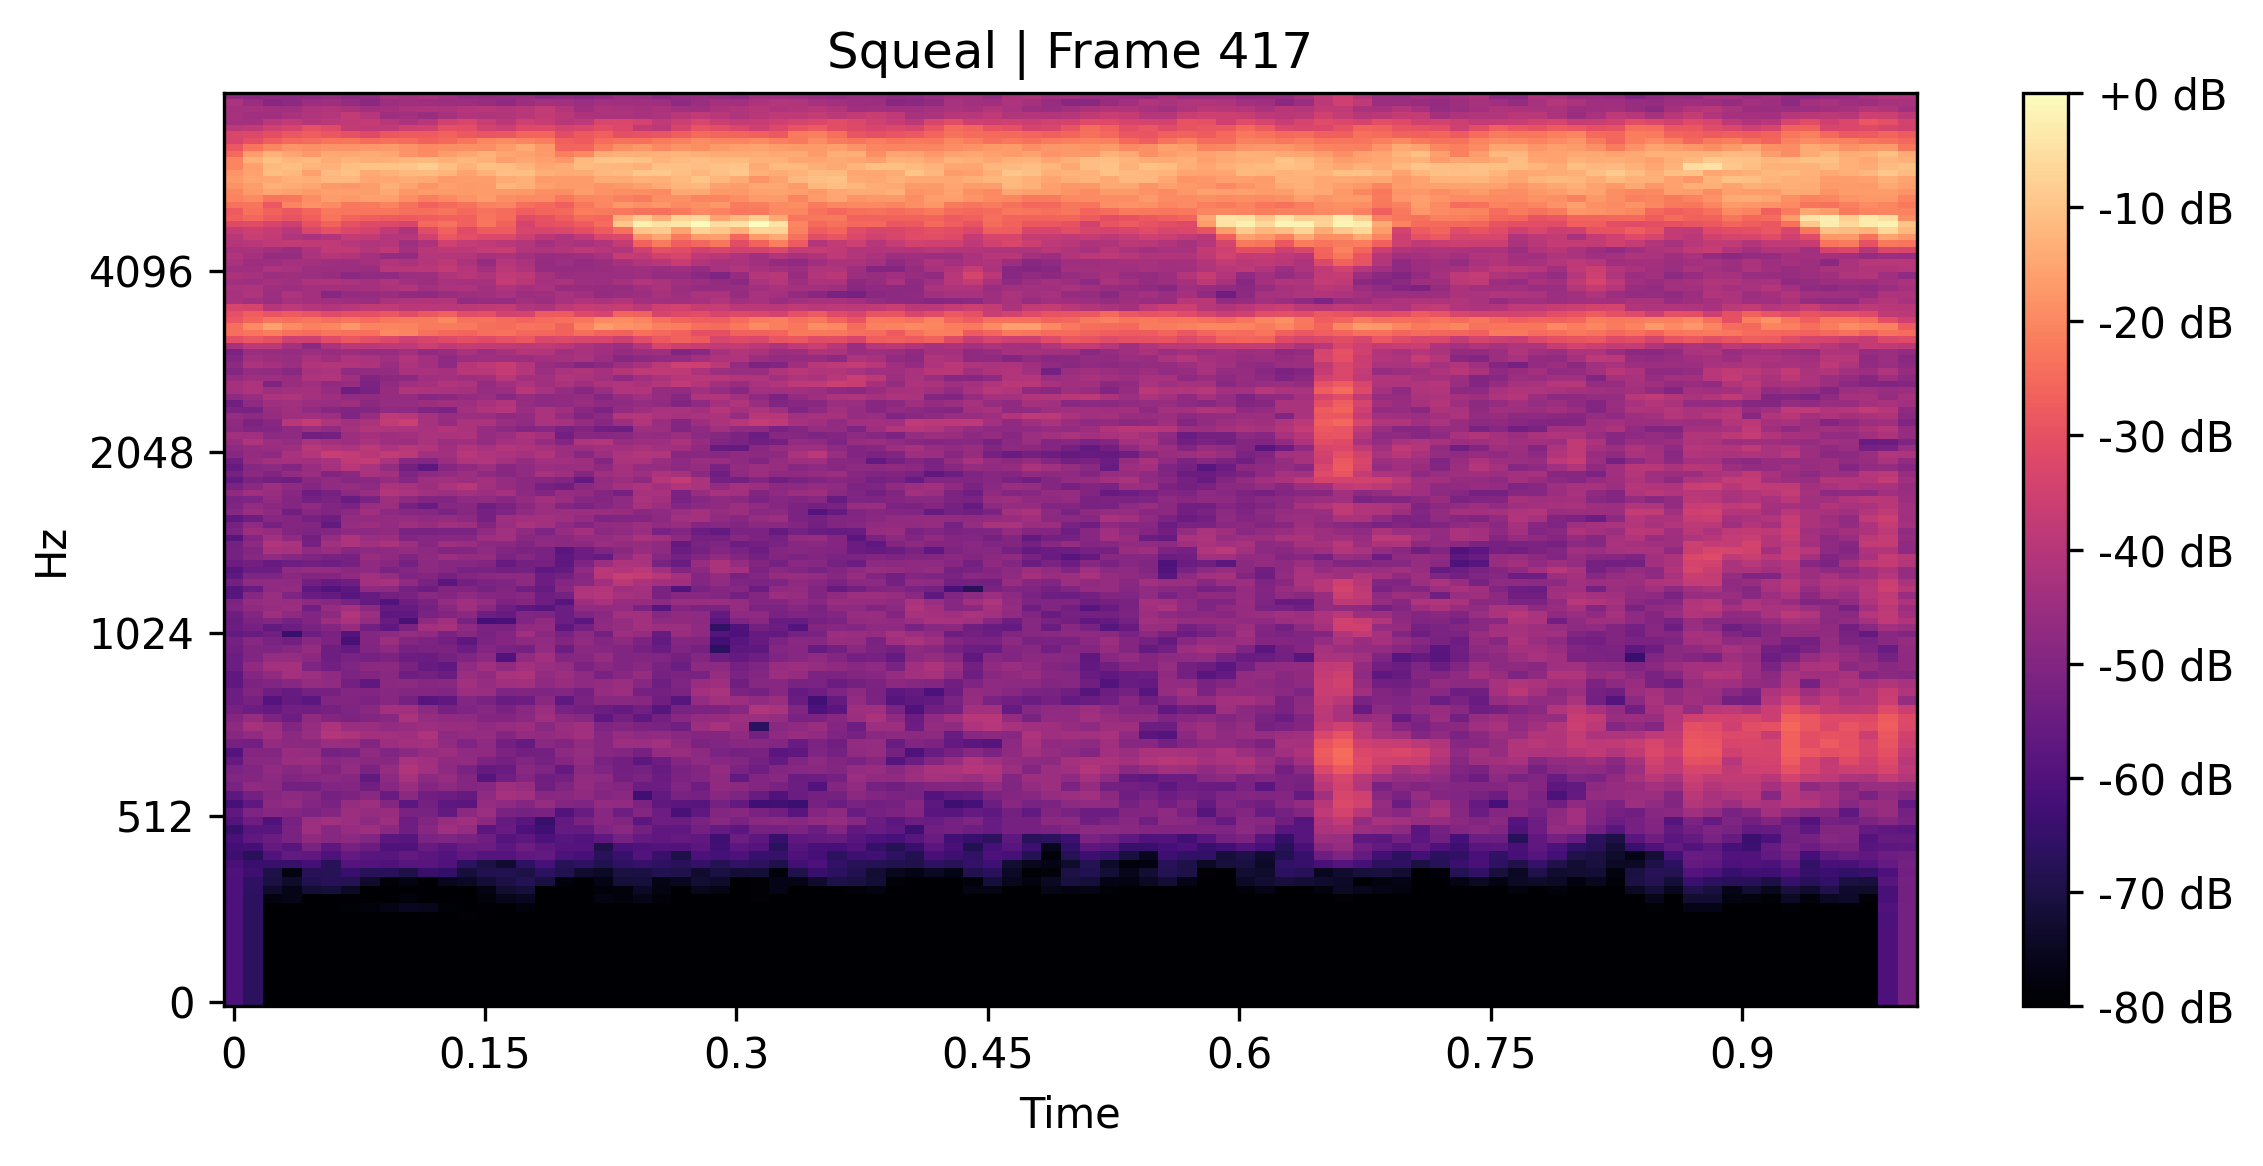 Squeal | Frame 417
+0 dB
-10 dB
-20 dB
-30 dB
-40 dB
-50 dB
-60 dB
-70 dB
-80 dB
4096
2048
1024
512
0
Hz
0 0.15 0.3 0.45 0.6 0.75 0.9
Time